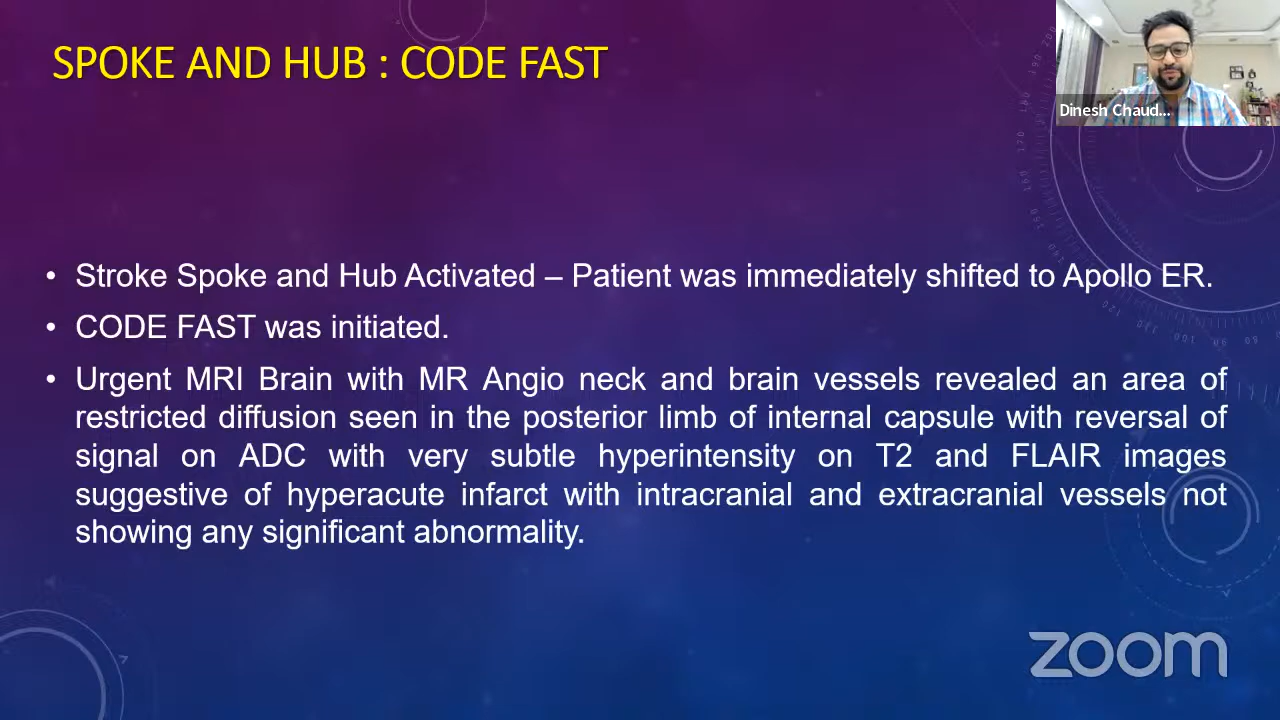 SPOKE AND HUB : CODE FAST
Dinesh Chaud...
• Stroke Spoke and Hub Activated – Patient was immediately shifted to Apollo ER.
• CODE FAST was initiated.
• Urgent MRI Brain with MR Angio neck and brain vessels revealed an area of
restricted diffusion seen in the posterior limb of internal capsule with reversal of
signal on ADC with very subtle hyperintensity on T2 and FLAIR images
suggestive of hyperacute infarct with intracranial and extracranial vessels not
showing any significant abnormality.
zoom